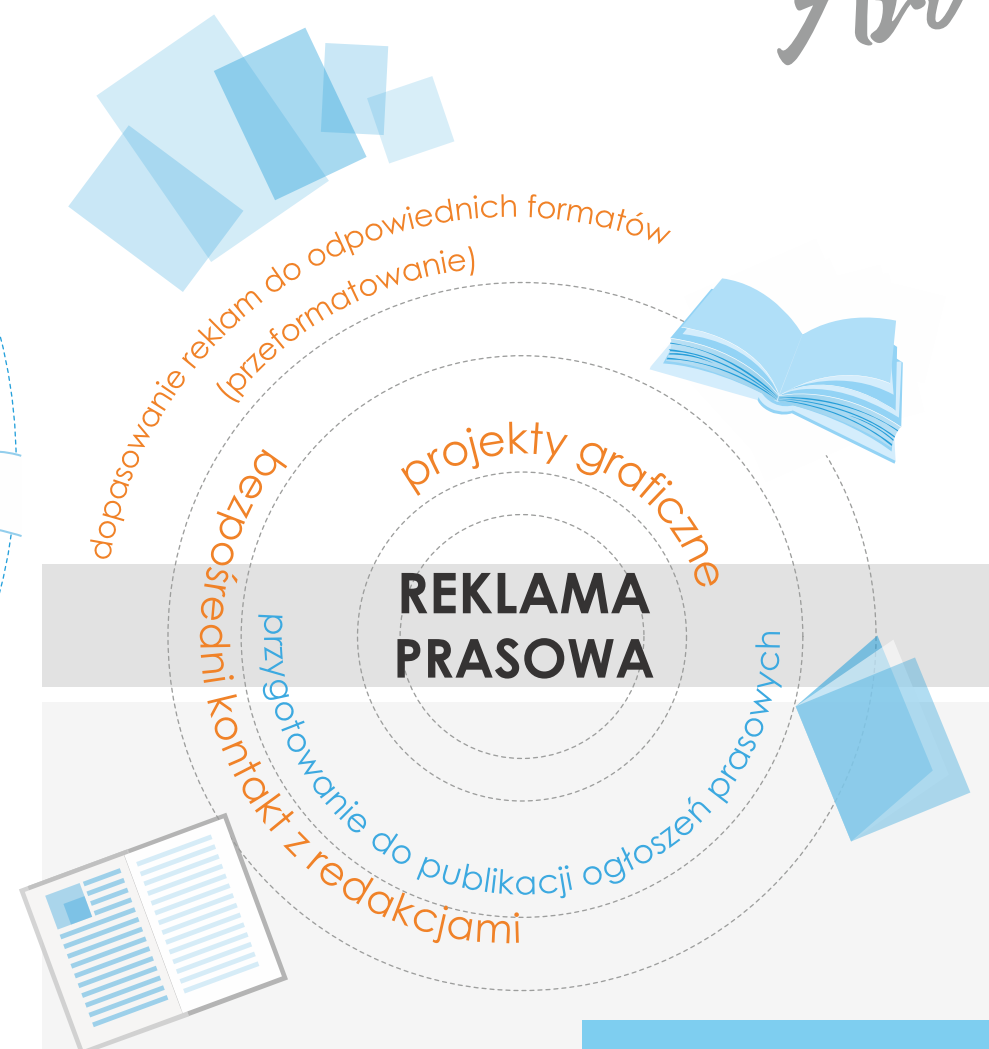 dopasowanie reklam do odpowiednich formatów
(przeformatowanie)
projekty graficzne
bezpośredni kontakt z redakcjami
REKLAMA
PRASOWA
przygotowanie do publikacji ogłoszeń prasowych